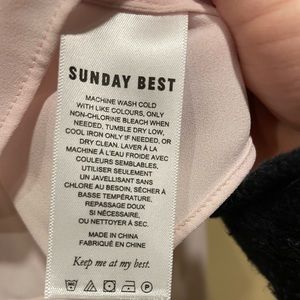 SUNDAY BEST
MACHINE WASH COLD
WITH LIKE COLOURS, ONLY
NON-CHLORINE BLEACH WHEN
NEEDED, TUMBLE DRY LOW,
COOL IRON ONLY IF NEEDED, OR
DRY CLEAN. LAVER À LA
MACHINE À L'EAU FROIDE AVEC
COULEURS SEMBLABLES,
UTILISER SEULEMENT
UN JAVELLISANT SANS
CHLORE AU BESOIN, SÉCHER À
BASSE TEMPÉRATURE,
REPASSAGE DOUX
SI NÉCESSAIRE,
OU NETTOYER À SEC.
MADE IN CHINA
FABRIQUÉ EN CHINE
Keep me at my best.
P